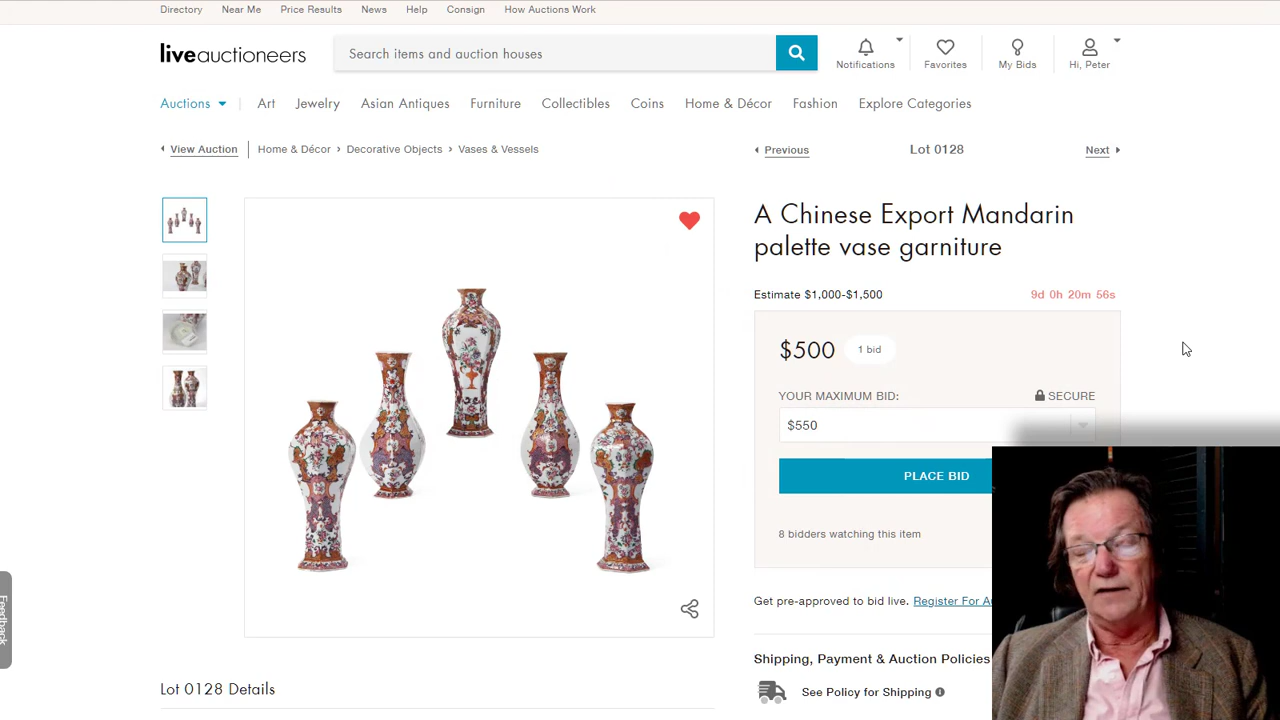 Directory Near Me Price Results News Help Consign How Auctions Work
liveauctioneers
Search items and auction houses
Notifications Favorites My Bids Hi, Peter
Auctions Art Jewelry Asian Antiques Furniture Collectibles Coins Home & Décor Fashion Explore Categories
View Auction Home & Décor › Decorative Objects › Vases & Vessels
Previous Lot 0128 Next
A Chinese Export Mandarin
palette vase garniture
Estimate $1,000-$1,500 9d 0h 20m 56s
$500 1 bid
YOUR MAXIMUM BID: SECURE
$550
PLACE BID
8 bidders watching this item
Get pre-approved to bid live. Register For A
Shipping, Payment & Auction Policies
See Policy for Shipping
Feedback
Lot 0128 Details